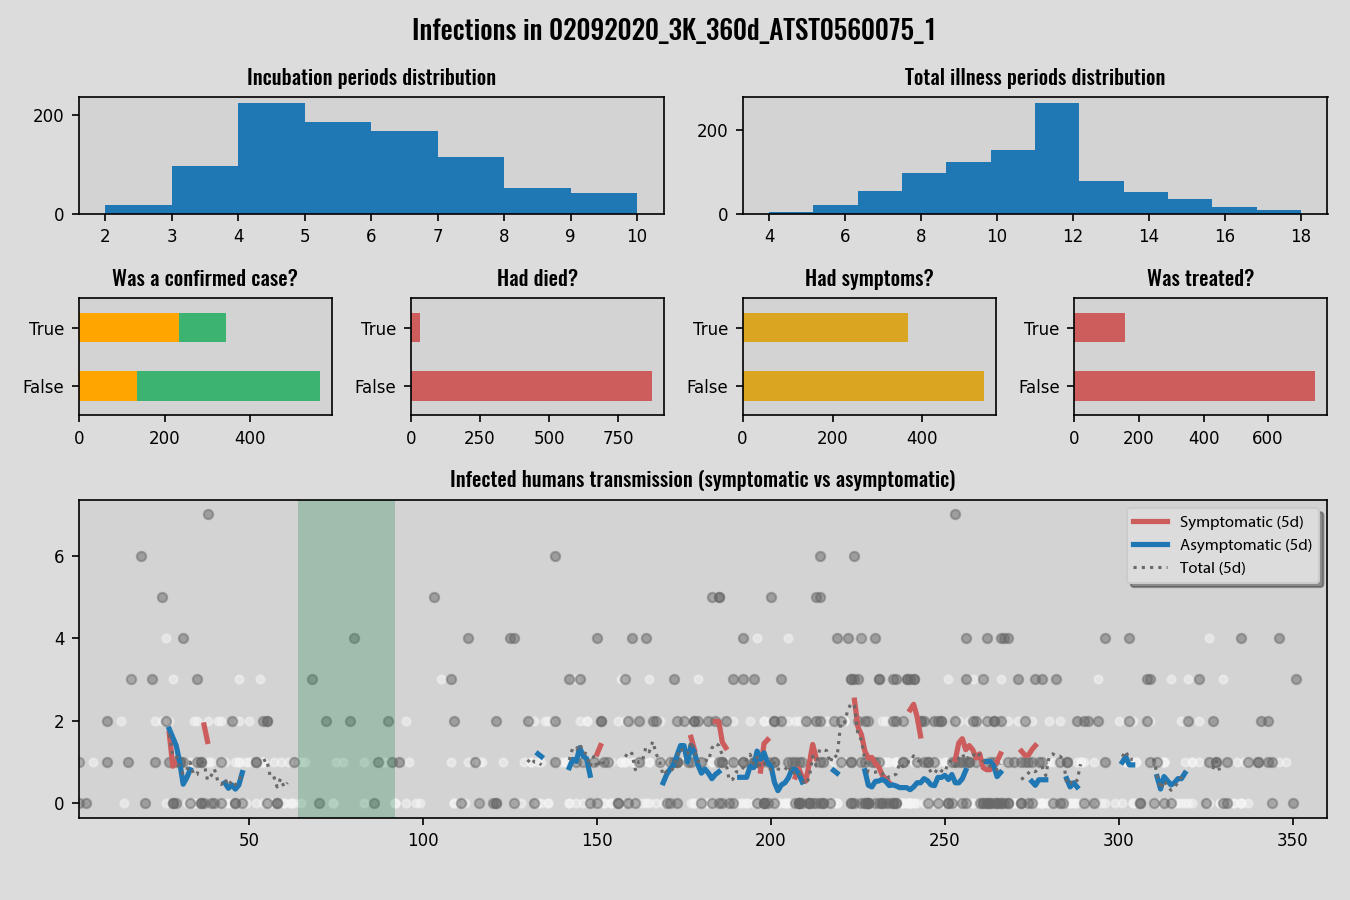 Infections in 02092020_3K_360d_ATST0560075_1
Incubation periods distribution
Total illness periods distribution
200
0
2 3 4 5 6 7 8 9 10
200
0
4 6 8 10 12 14 16 18
Was a confirmed case?
Had died?
Had symptoms?
Was treated?
True
False
0 200 400
True
False
0 250 500 750
True
False
0 200 400
True
False
0 200 400 600
Infected humans transmission (symptomatic vs asymptomatic)
Symptomatic (5d)
Asymptomatic (5d)
Total (5d)
6
4
2
0
50 100 150 200 250 300 350